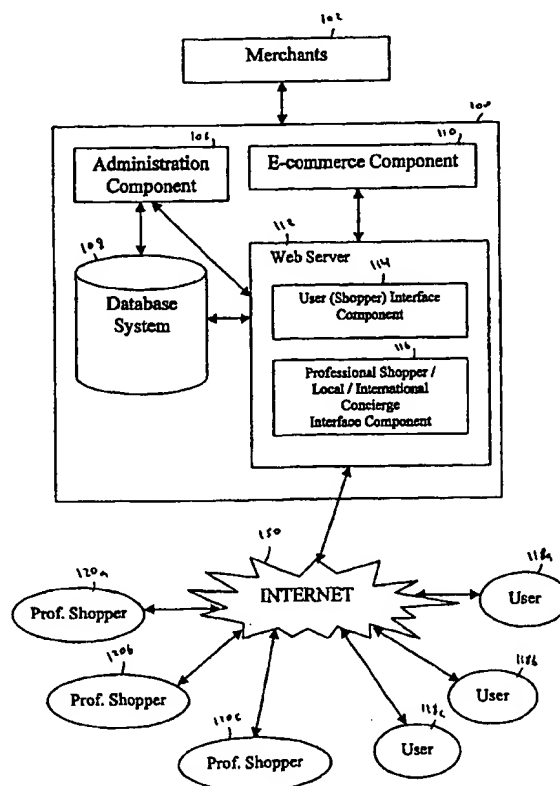 102
Merchants
100
106
Administration
Component
110
E-commerce Component
108
Database
System
112
Web Server
114
User (Shopper) Interface
Component
116
Professional Shopper /
Local / International
Concierge
Interface Component
150
INTERNET
120a
Prof. Shopper
118a
User
120b
Prof. Shopper
118b
User
120c
Prof. Shopper
118c
User